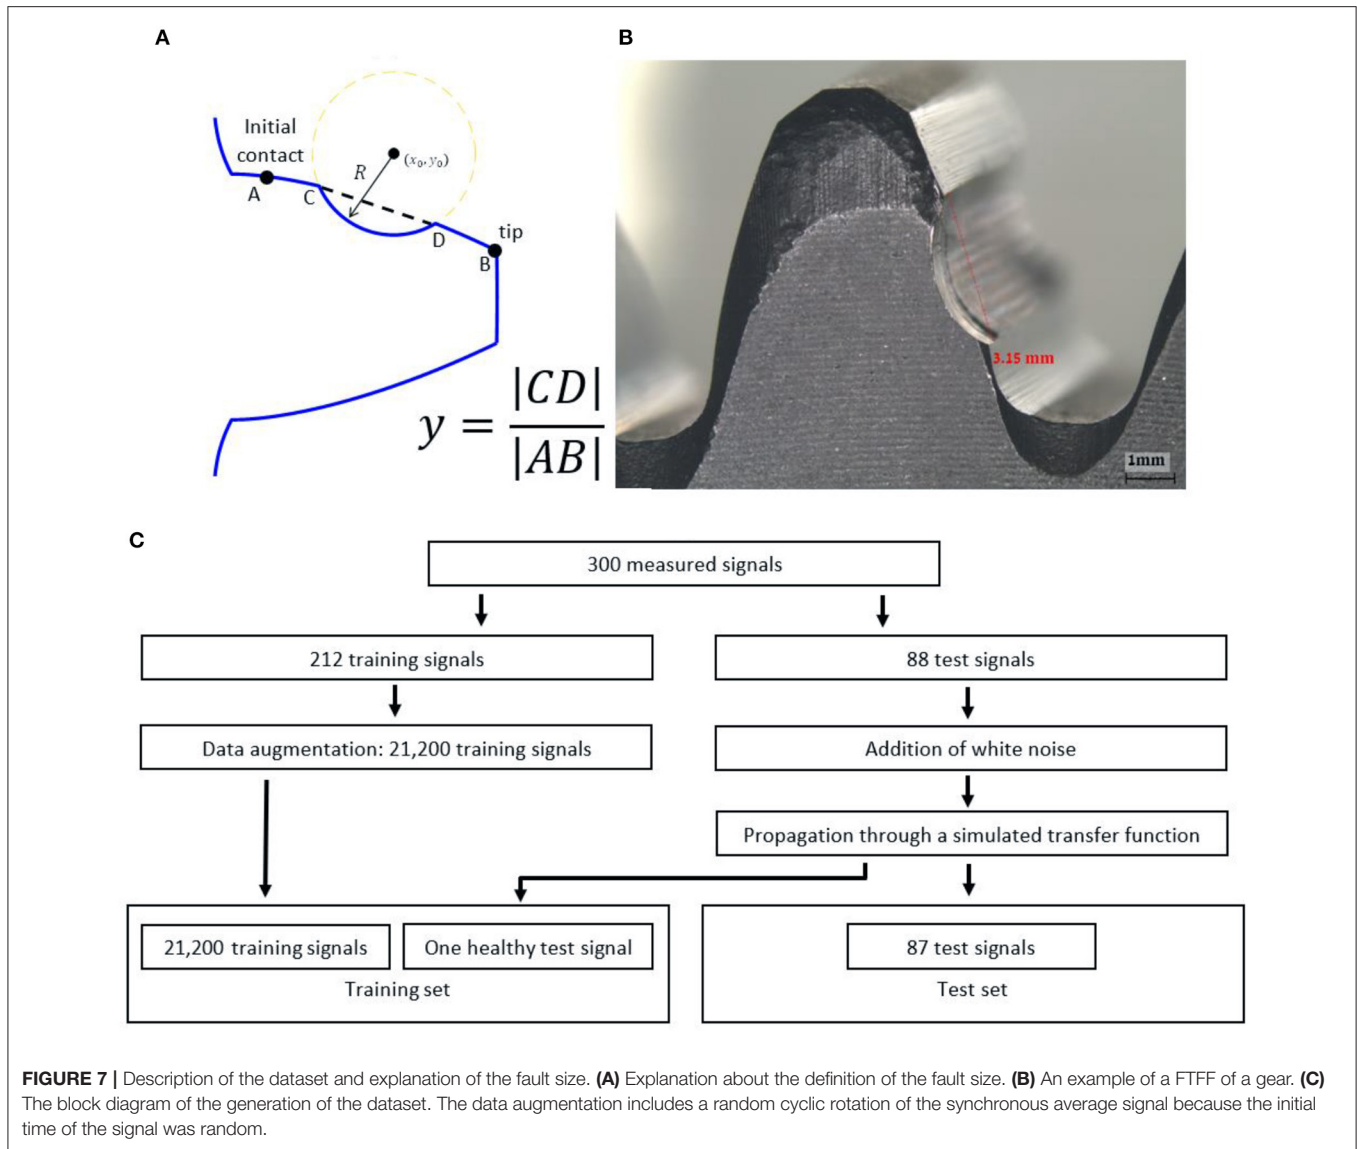 A
B
Initial
contact
A
C
R
(x₀, y₀)
D
tip
B
y = |CD| / |AB|
3.15 mm
1mm
C
300 measured signals
212 training signals
88 test signals
Data augmentation: 21,200 training signals
Addition of white noise
Propagation through a simulated transfer function
21,200 training signals
One healthy test signal
87 test signals
Training set
Test set
FIGURE 7 | Description of the dataset and explanation of the fault size. (A) Explanation about the definition of the fault size. (B) An example of a FTFF of a gear. (C)
The block diagram of the generation of the dataset. The data augmentation includes a random cyclic rotation of the synchronous average signal because the initial
time of the signal was random.